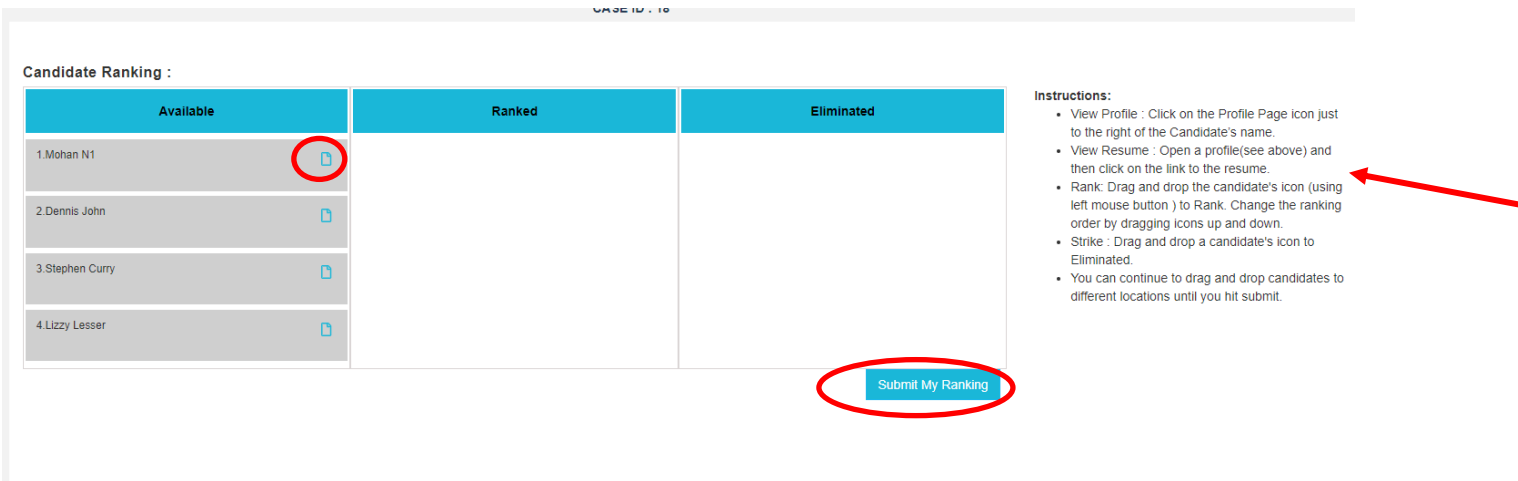 CASE ID : 18
Candidate Ranking :
Available
Ranked
Eliminated
1.Mohan N1
2.Dennis John
3.Stephen Curry
4.Lizzy Lesser
Submit My Ranking
Instructions:
• View Profile : Click on the Profile Page icon just
to the right of the Candidate's name.
• View Resume : Open a profile(see above) and
then click on the link to the resume.
• Rank: Drag and drop the candidate's icon (using
left mouse button ) to Rank. Change the ranking
order by dragging icons up and down.
• Strike : Drag and drop a candidate's icon to
Eliminated.
• You can continue to drag and drop candidates to
different locations until you hit submit.